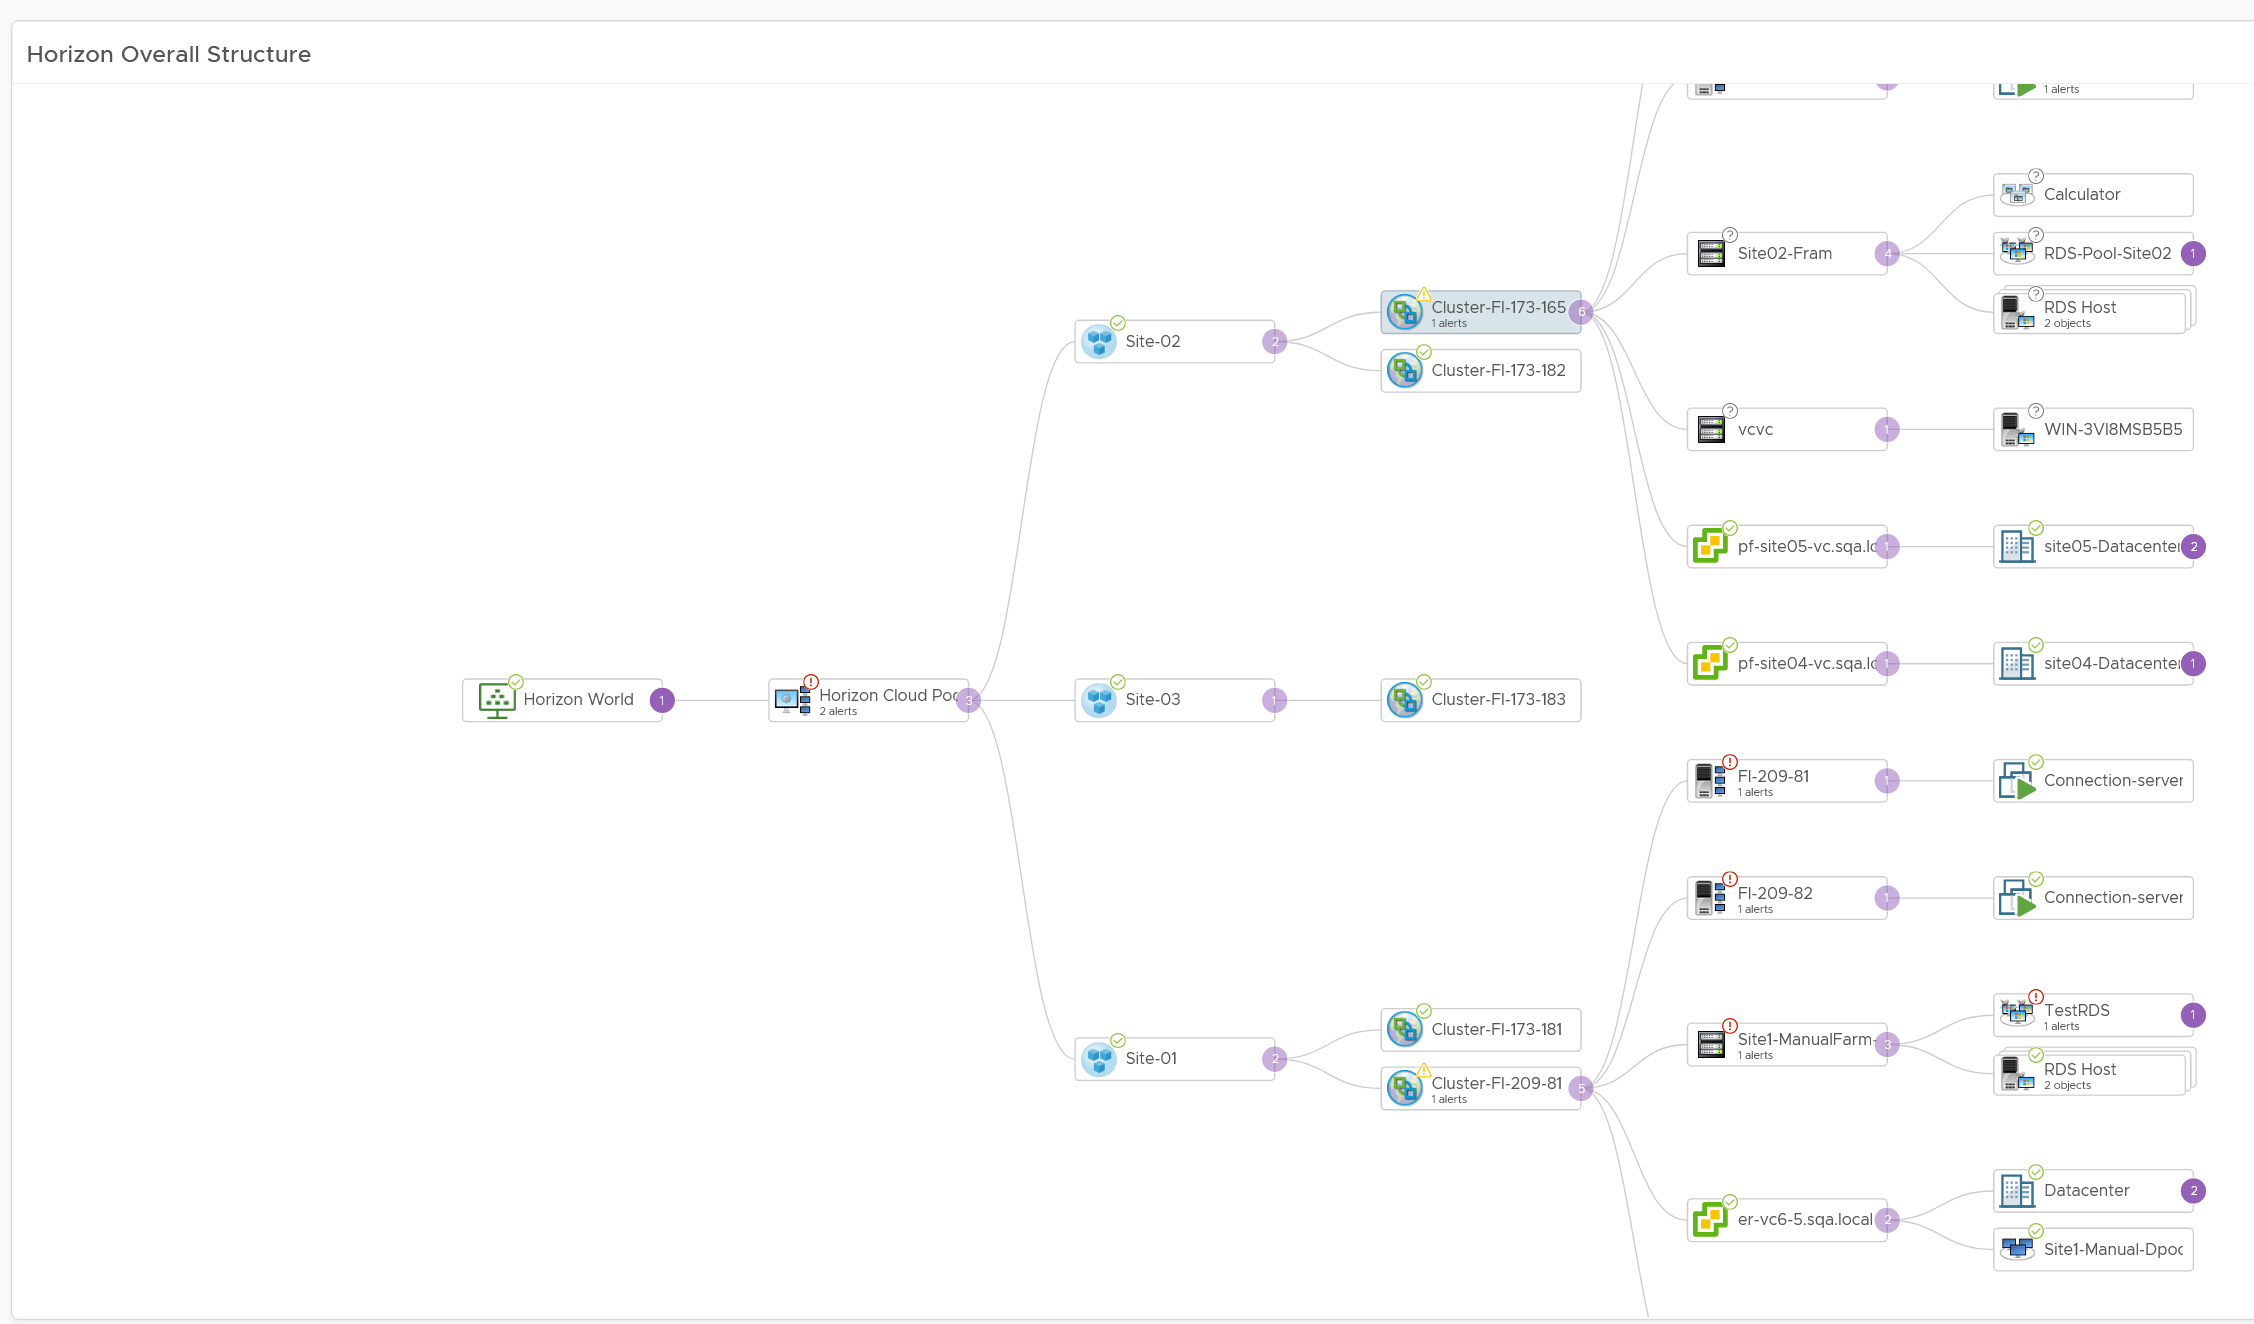 Horizon Overall Structure
1 alerts
Calculator
Site02-Fram
4
RDS-Pool-Site02
1
RDS Host
2 objects
Cluster-FI-173-165
1 alerts
6
Site-02
2
Cluster-FI-173-182
vcvc
1
WIN-3VI8MSB5B5
pf-site05-vc.sqa.lc
1
site05-Datacenter
2
pf-site04-vc.sqa.lc
1
site04-Datacenter
1
Horizon World
1
Horizon Cloud Poc
2 alerts
3
Site-03
1
Cluster-FI-173-183
FI-209-81
1 alerts
1
Connection-server
FI-209-82
1 alerts
1
Connection-server
TestRDS
1 alerts
1
Site1-ManualFarm-
1 alerts
3
RDS Host
2 objects
Cluster-FI-173-181
Site-01
2
Cluster-FI-209-81
1 alerts
5
Datacenter
2
er-vc6-5.sqa.local
2
Site1-Manual-Dpoc